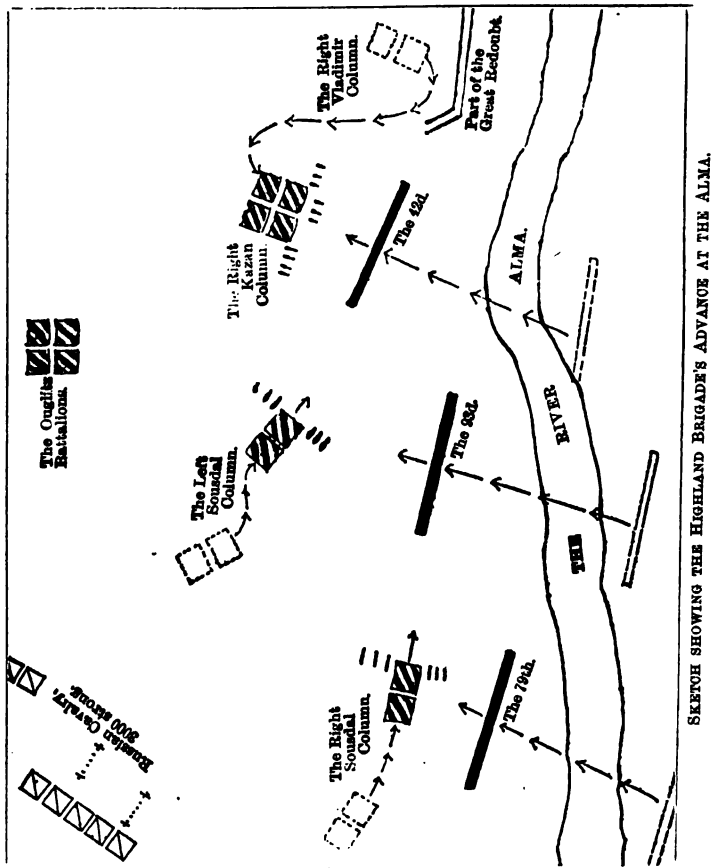 The Right
Vladimir
Column.
Part of the
Great Redoubt.
The Right
Kazan
Column.
The 42d.
The Ouglitz
Battalions.
The Left
Sousdal
Column.
The 93d.
Russian Cavalry,
3000 strong.
The Right
Sousdal
Column.
The 79th.
THE RIVER ALMA.
SKETCH SHOWING THE HIGHLAND BRIGADE'S ADVANCE AT THE ALMA.